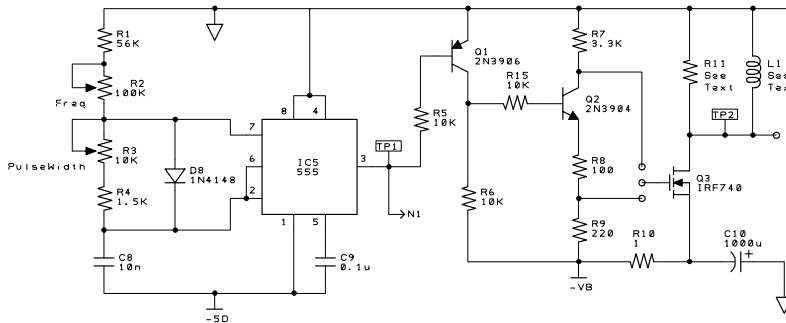 R1
56K
R2
100K
Freq
R3
10K
PulseWidth
R4
1.5K
C8
10n
D8
1N4148
8
4
7
6
2
3
IC5
555
1
5
C9
0.1u
-5D
TP1
N1
R5
10K
Q1
2N3906
R6
10K
R15
10K
R7
3.3K
Q2
2N3904
R8
100
R9
220
-VB
R10
1
R11
See
Text
L1
See
Te
TP2
Q3
IRF740
C10
1000u
+